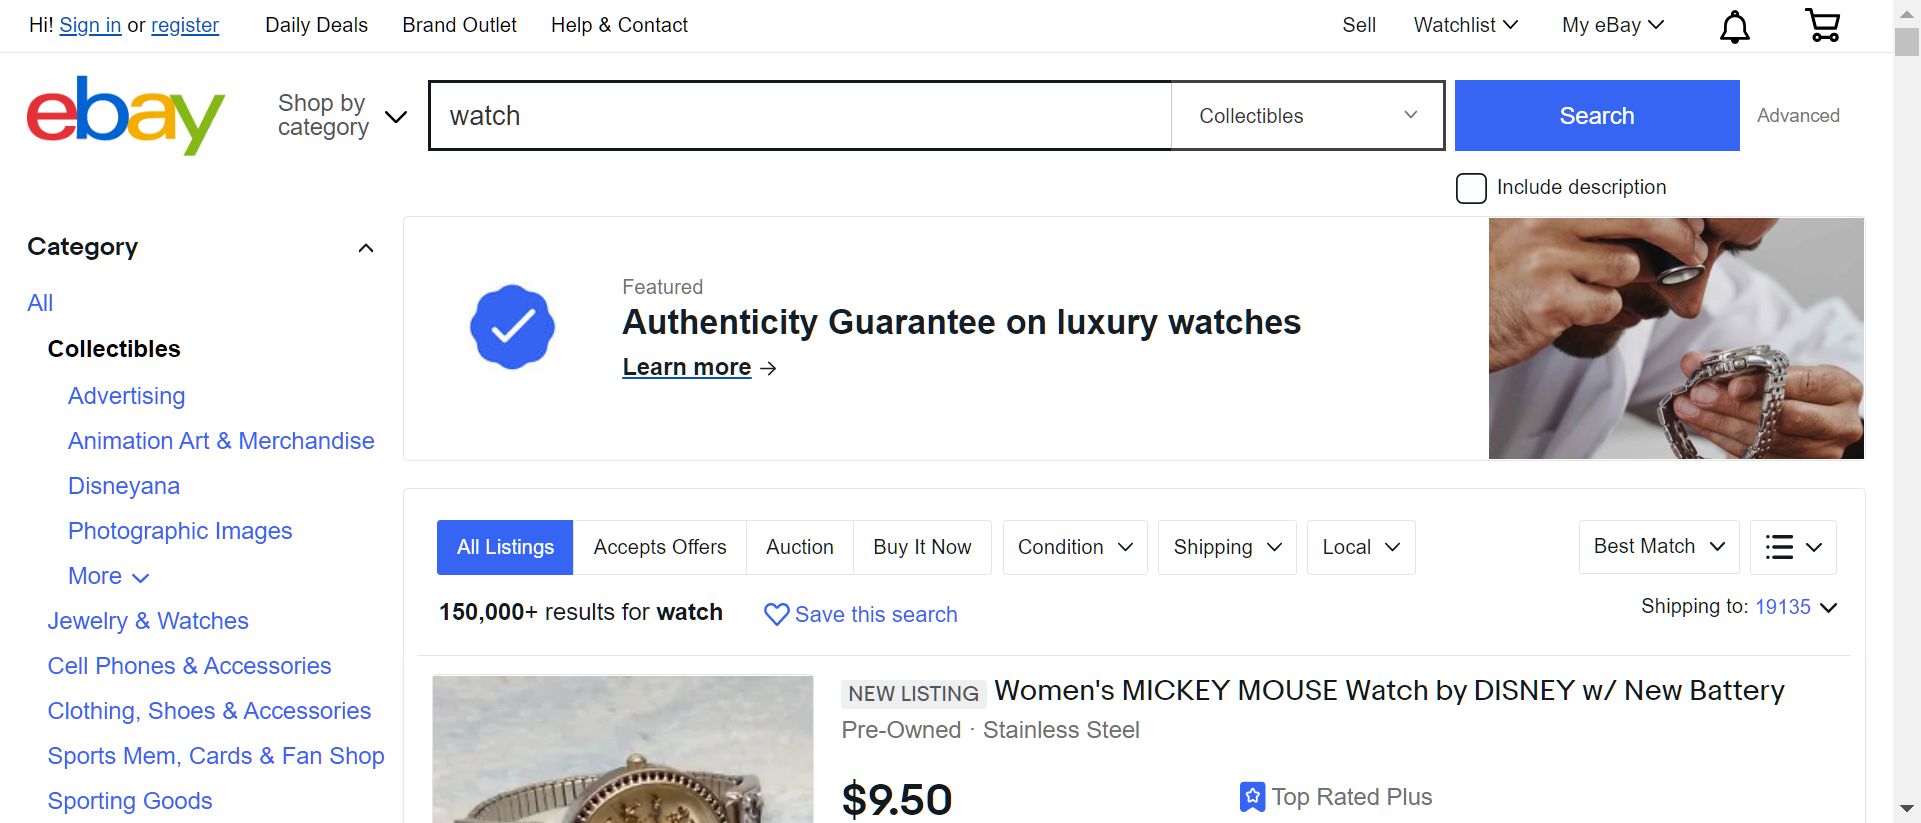 Hi! Sign in or register Daily Deals Brand Outlet Help & Contact Sell Watchlist My eBay
ebay
Shop by
category
watch Collectibles Search Advanced
Include description
Category
All
Collectibles
Advertising
Animation Art & Merchandise
Disneyana
Photographic Images
More
Jewelry & Watches
Cell Phones & Accessories
Clothing, Shoes & Accessories
Sports Mem, Cards & Fan Shop
Sporting Goods
Featured
Authenticity Guarantee on luxury watches
Learn more
All Listings Accepts Offers Auction Buy It Now Condition Shipping Local Best Match
150,000+ results for watch Save this search Shipping to: 19135
NEW LISTING Women's MICKEY MOUSE Watch by DISNEY w/ New Battery
Pre-Owned · Stainless Steel
$9.50 Top Rated Plus